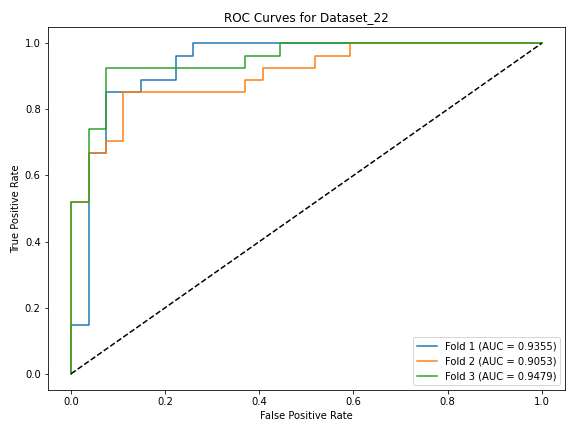 ROC Curves for Dataset_22
True Positive Rate
1.0
0.8
0.6
0.4
0.2
0.0
0.0 0.2 0.4 0.6 0.8 1.0
False Positive Rate
Fold 1 (AUC = 0.9355)
Fold 2 (AUC = 0.9053)
Fold 3 (AUC = 0.9479)